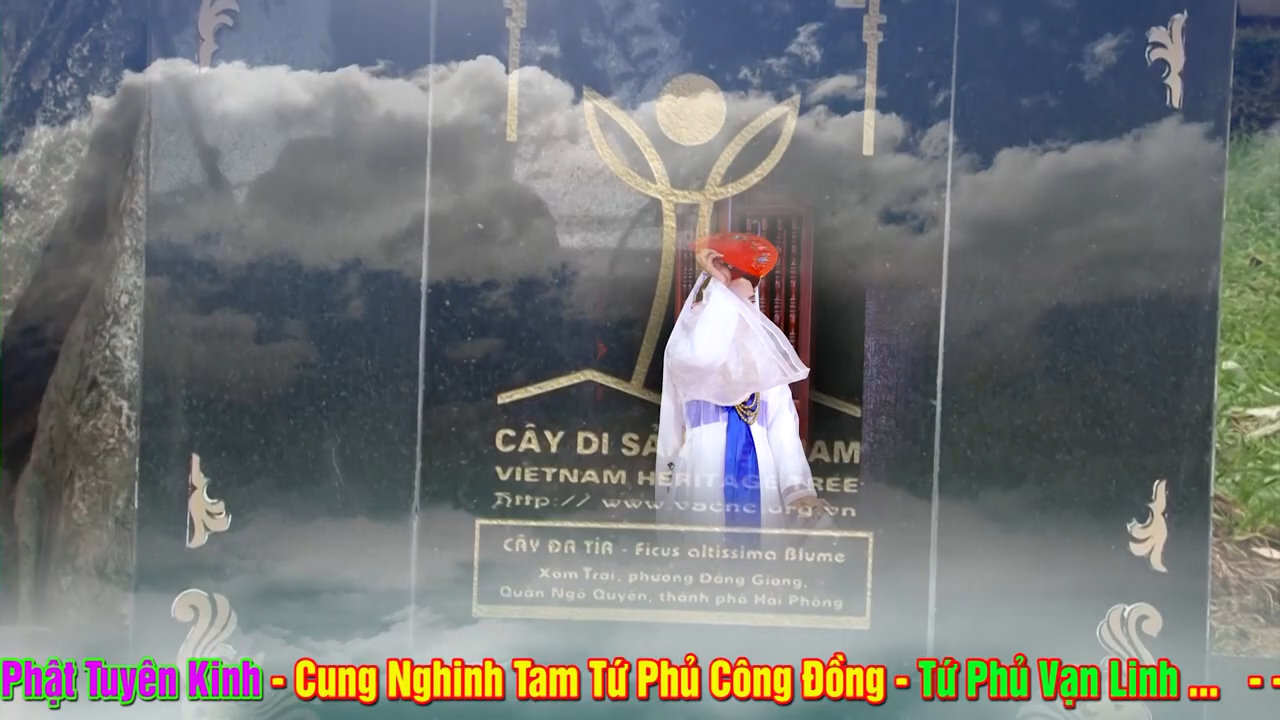 CÂY DI SẢ AM
VIETNAM HERITAGE TREE
http://www.vacne.org.vn
CÂY ĐA TÍA - Ficus altissima Blume
Xóm Trại, phường Đằng Giang,
Quận Ngô Quyền, thành phố Hải Phòng
Phật Tuyên Kinh - Cung Nghinh Tam Tứ Phủ Công Đồng - Tứ Phủ Vạn Linh ... - -